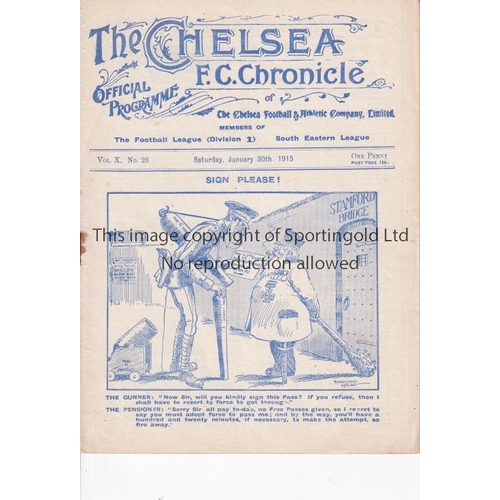 The CHELSEA
F.C. Chronicle
OFFICIAL
PROGRAMME
of
The Chelsea Football & Athletic Company, Limited.
MEMBERS OF
The Football League (Division 1) South Eastern League
VOL. X. No. 28 Saturday, January 30th 1915 ONE PENNY
POST FREE 1½d.
SIGN PLEASE!
STAMFORD
BRIDGE
This image copyright of Sportingold Ltd
No reproduction allowed
THE GUNNER: "Now Sir, will you kindly sign this Pass? If you refuse, then I
shall have to resort to force to get through."
THE PENSIONER: "Sorry Sir all pay to-day, no Free Passes given, so I regret to
say you must adopt force to pass me; and by the way, you'll have a
hundred and twenty minutes, if necessary, to make the attempt, so
fire away."